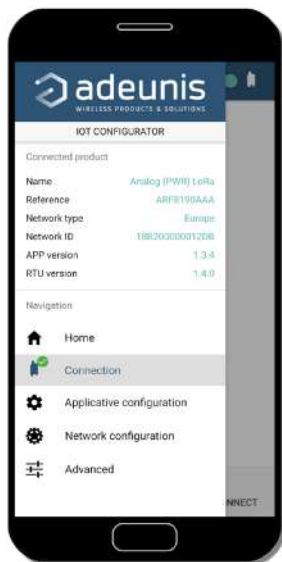 adeunis
WIRELESS PRODUCTS & SOLUTIONS
IOT CONFIGURATOR
Connected product
Name Analog (PWR) LoRa
Reference ARF8190AAA
Network type Europe
Network ID
APP version 1.3.4
RTU version 1.4.0
Navigation
Home
Connection
Applicative configuration
Network configuration
Advanced
NNECT